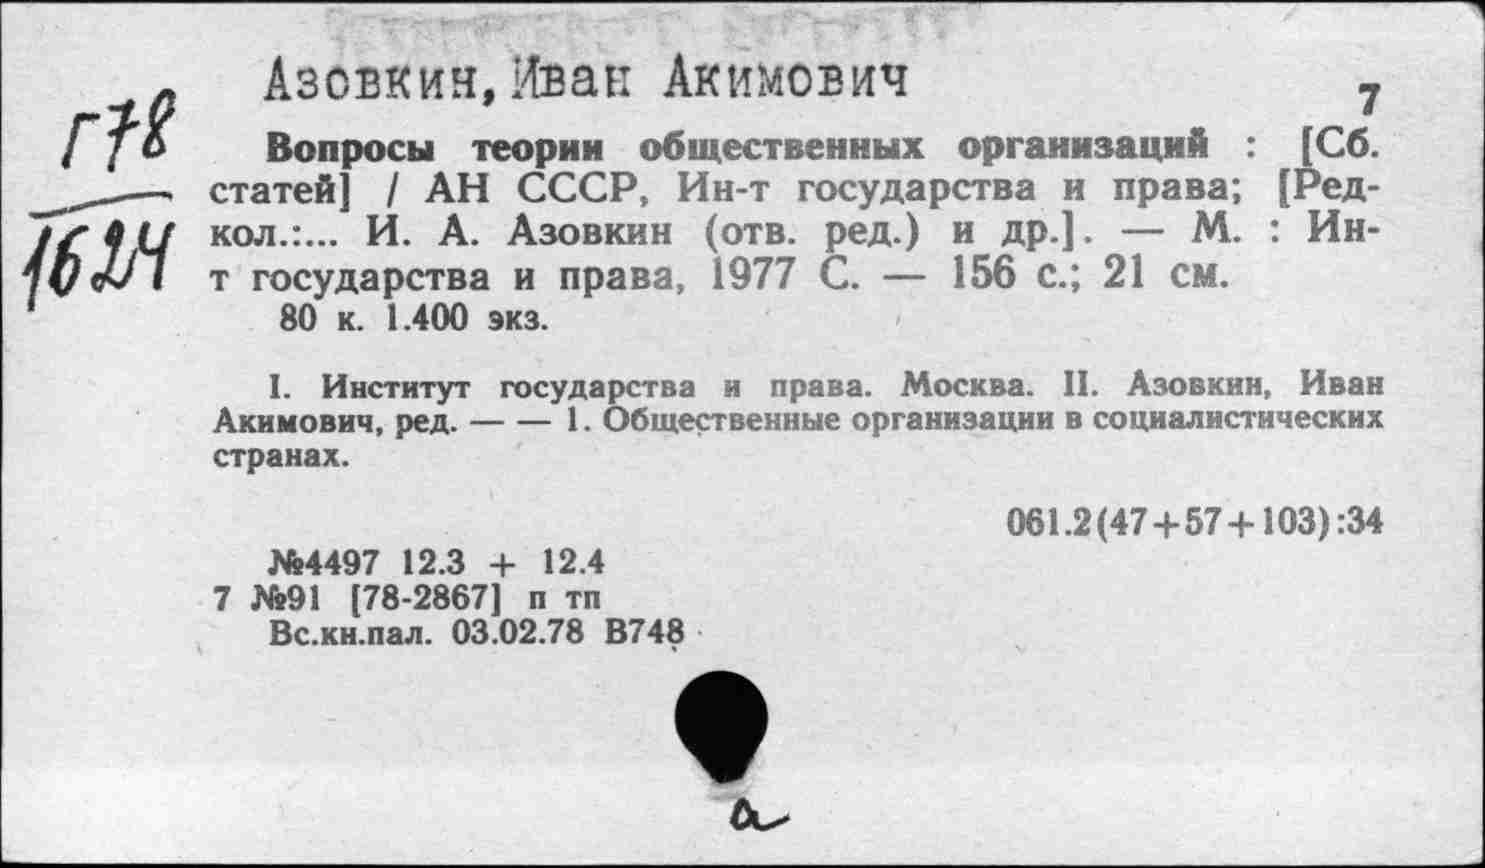 Азовкин, Иван Акимович
7
Г78
1624
Вопросы теории общественных организаций : [Сб.
статей] / АН СССР, Ин-т государства и права; [Ред-
кол.:... И. А. Азовкин (отв. ред.) и др.]. — М. : Ин-
т государства и права, 1977 С. — 156 с.; 21 см.
80 к. 1.400 экз.
I. Институт государства и права. Москва. II. Азовкин, Иван
Акимович, ред. — — 1. Общественные организации в социалистических
странах.
061.2(47+57+103):34
№4497 12.3 + 12.4
7 №91 [78-2867] п тп
Вс.кн.пал. 03.02.78 В748